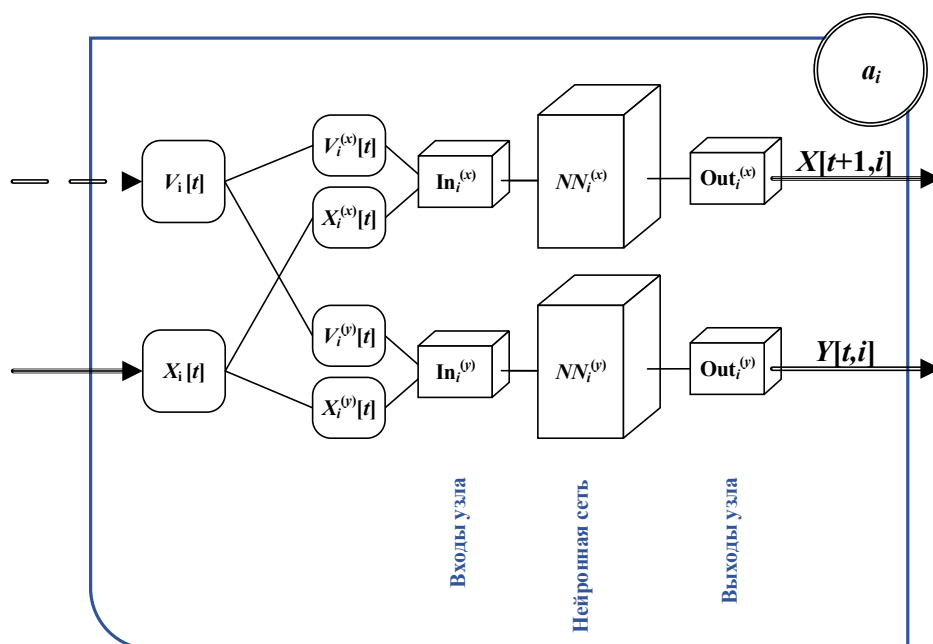 aᵢ
Vᵢ[t]
Vᵢ⁽ˣ⁾[t]
Xᵢ⁽ˣ⁾[t]
Inᵢ⁽ˣ⁾
NNᵢ⁽ˣ⁾
Outᵢ⁽ˣ⁾
X[t+1,i]
Xᵢ[t]
Vᵢ⁽ʸ⁾[t]
Xᵢ⁽ʸ⁾[t]
Inᵢ⁽ʸ⁾
NNᵢ⁽ʸ⁾
Outᵢ⁽ʸ⁾
Y[t,i]
Входы узла
Нейронная сеть
Выходы узла